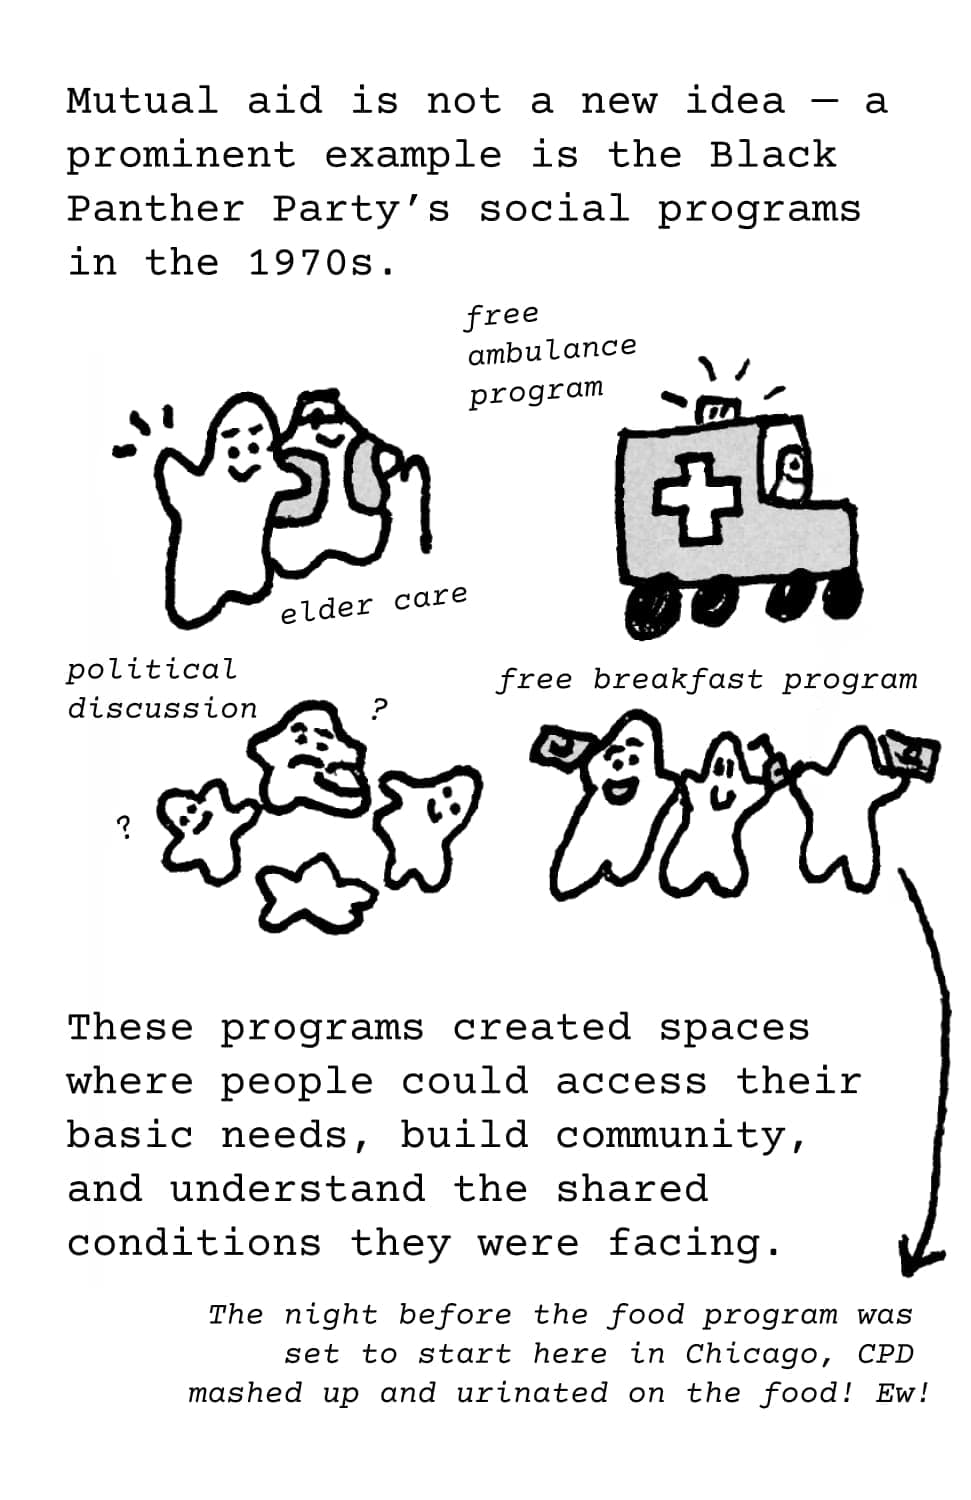 Mutual aid is not a new idea — a
prominent example is the Black
Panther Party’s social programs
in the 1970s.
free
ambulance
program
elder care
political
discussion
?
?
free breakfast program
These programs created spaces
where people could access their
basic needs, build community,
and understand the shared
conditions they were facing.
The night before the food program was
set to start here in Chicago, CPD
mashed up and urinated on the food! Ew!